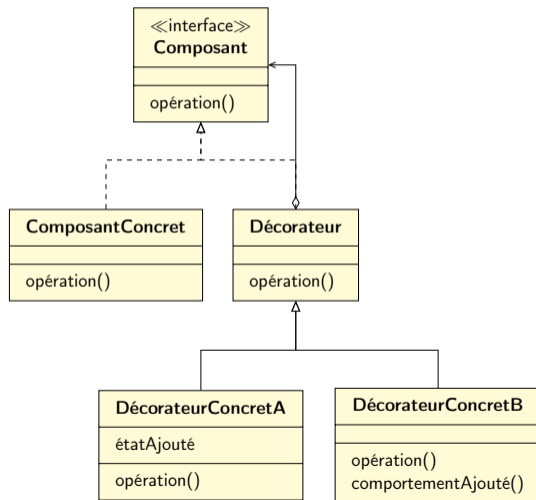 ≪interface≫
Composant
opération()
ComposantConcret
opération()
Décorateur
opération()
DécorateurConcretA
étatAjouté
opération()
DécorateurConcretB
opération()
comportementAjouté()